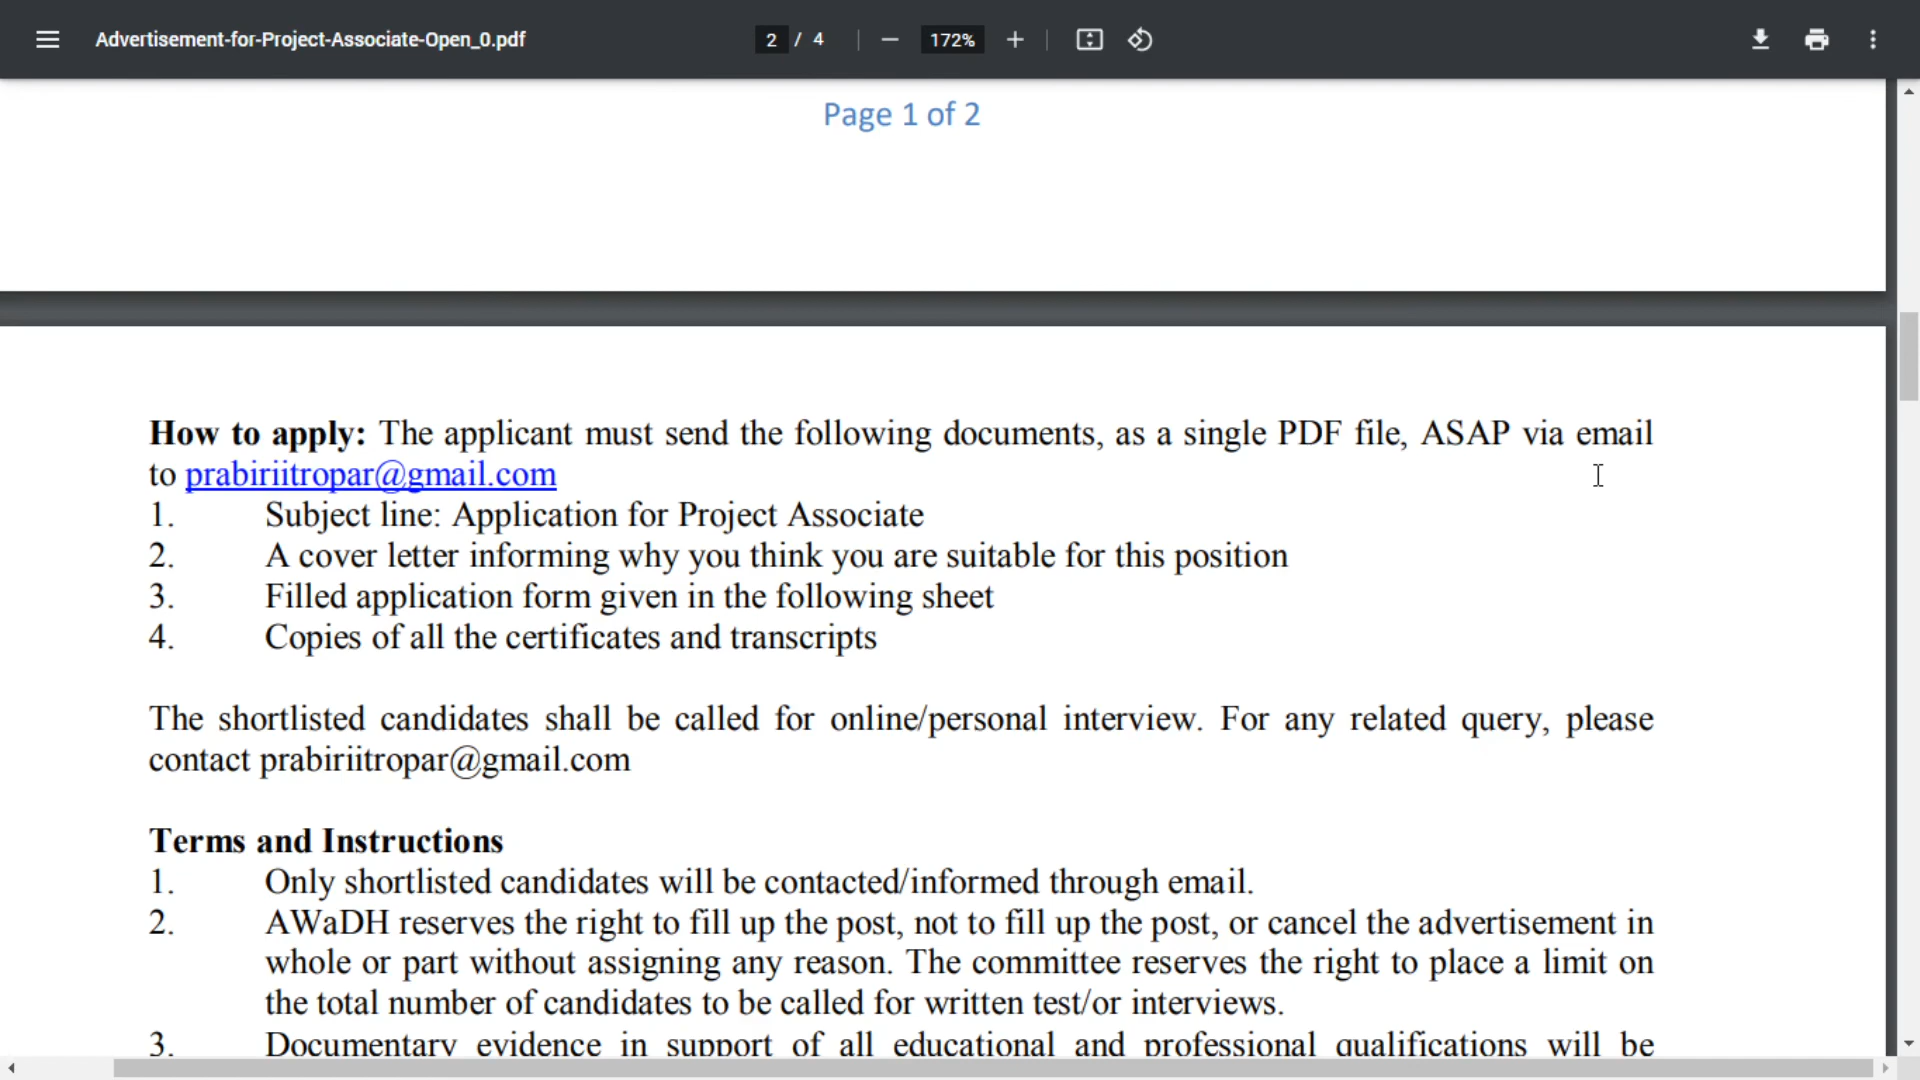 Advertisement-for-Project-Associate-Open_0.pdf
2 / 4
172%
Page 1 of 2
How to apply: The applicant must send the following documents, as a single PDF file, ASAP via email
to prabiriitropar@gmail.com
1. Subject line: Application for Project Associate
2. A cover letter informing why you think you are suitable for this position
3. Filled application form given in the following sheet
4. Copies of all the certificates and transcripts
The shortlisted candidates shall be called for online/personal interview. For any related query, please
contact prabiriitropar@gmail.com
Terms and Instructions
1. Only shortlisted candidates will be contacted/informed through email.
2. AWaDH reserves the right to fill up the post, not to fill up the post, or cancel the advertisement in
whole or part without assigning any reason. The committee reserves the right to place a limit on
the total number of candidates to be called for written test/or interviews.
3. Documentary evidence in support of all educational and professional qualifications will be